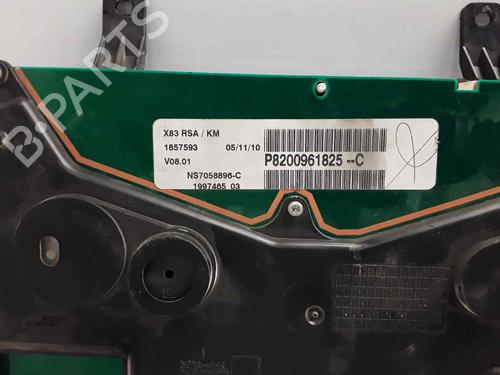 X83 RSA / KM
1857593 05/11/10
V08.01 P8200961825--C
NS7058896-C
1997465 03
B-PARTS